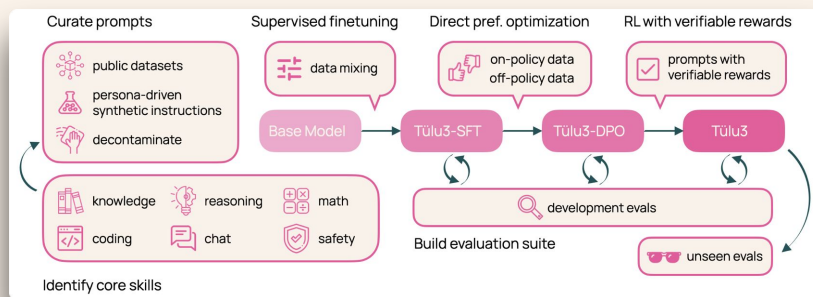 Curate prompts
public datasets
persona-driven
synthetic instructions
decontaminate
Supervised finetuning
data mixing
Direct pref. optimization
on-policy data
off-policy data
RL with verifiable rewards
prompts with
verifiable rewards
Base Model
Tülu3-SFT
Tülu3-DPO
Tülu3
knowledge
reasoning
math
coding
chat
safety
Identify core skills
development evals
Build evaluation suite
unseen evals